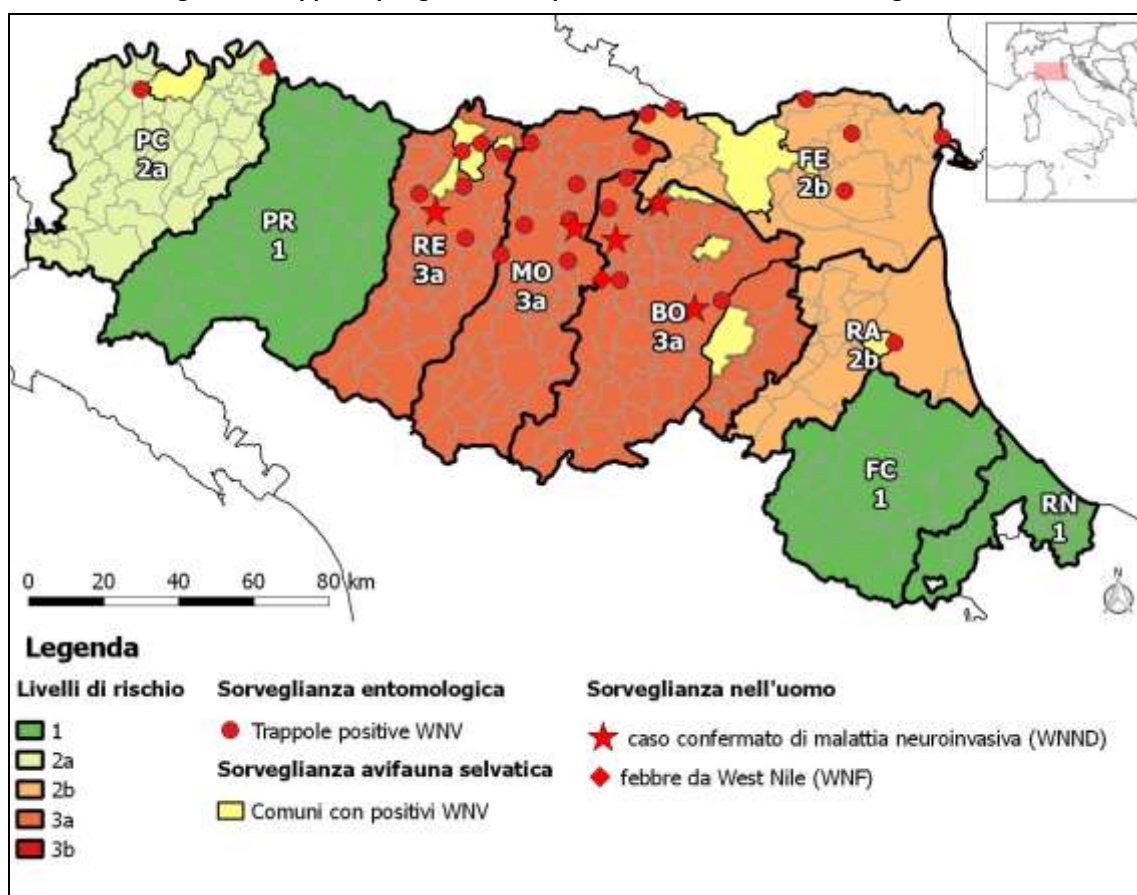 PC
2a
PR
1
RE
3a
MO
3a
BO
3a
FE
2b
RA
2b
FC
1
RN
1
0 20 40 60 80 km
N
Legenda
Livelli di rischio
1
2a
2b
3a
3b
Sorveglianza entomologica
Trappole positive WNV
Sorveglianza avifauna selvatica
Comuni con positivi WNV
Sorveglianza nell'uomo
caso confermato di malattia neuroinvasiva (WNND)
febbre da West Nile (WNF)